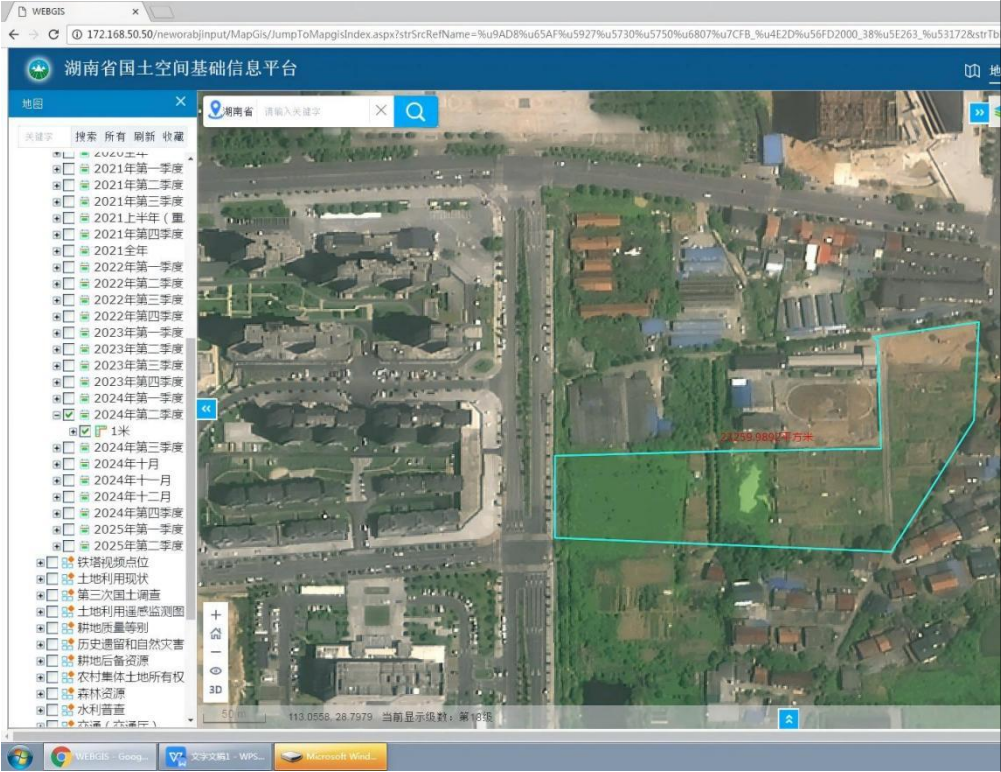 WEBGIS
172.168.50.50/neworabjinput/MapGis/JumpToMapgisIndex.aspx?strSrcRefName=%u9AD8%u65AF%u5927%u5730%u5750%u6807%u7CFB_%u4E2D%u56FD2000_38%u5E263_%u53172&strTb
湖南省国土空间基础信息平台
地图
湖南省 请输入关键字
关键字 搜索 所有 刷新 收藏
2020全年
2021年第一季度
2021年第二季度
2021年第三季度
2021上半年(重
2021年第四季度
2021全年
2022年第一季度
2022年第二季度
2022年第三季度
2022年第四季度
2023年第一季度
2023年第二季度
2023年第三季度
2023年第四季度
2024年第一季度
2024年第二季度
1米
2024年第三季度
2024年十月
2024年十一月
2024年十二月
2024年第四季度
2025年第一季度
2025年第二季度
铁塔视频点位
土地利用现状
第三次国土调查
土地利用遥感监测图
耕地质量等别
历史遗留和自然灾害
耕地后备资源
农村集体土地所有权
森林资源
水利普查
交通(交通厅)
3D
50 m
113.0558, 28.7979 当前显示级数:第18级
WEBGIS - Goog...
文字文稿1 - WPS...
Microsoft Wind...